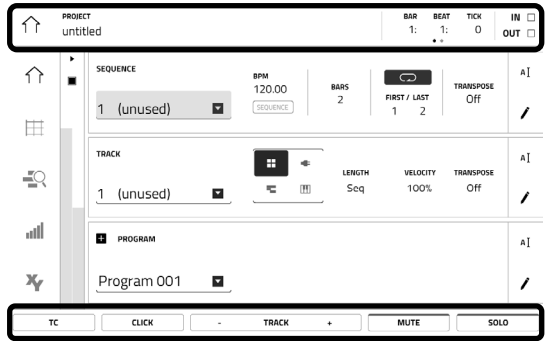 PROJECT
untitled
BAR BEAT TICK
1: 1: 0
IN
OUT
SEQUENCE
1 (unused)
BPM
120.00
SEQUENCE
BARS
2
FIRST / LAST
1 2
TRANSPOSE
Off
A
TRACK
1 (unused)
LENGTH
Seq
VELOCITY
100%
TRANSPOSE
Off
A
PROGRAM
Program 001
A
XY
TC CLICK - TRACK + MUTE SOLO